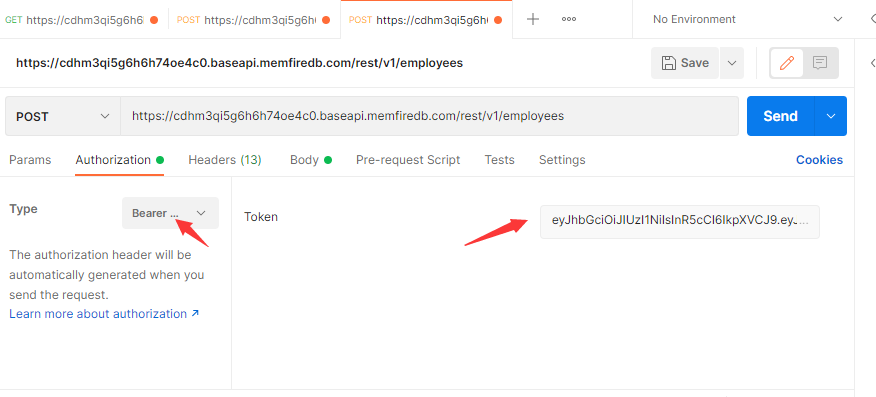 GET https://cdhm3qi5g6h6 POST https://cdhm3qi5g6h POST https://cdhm3qi5g6h No Environment
https://cdhm3qi5g6h6h74oe4c0.baseapi.memfiredb.com/rest/v1/employees Save
POST https://cdhm3qi5g6h6h74oe4c0.baseapi.memfiredb.com/rest/v1/employees Send
Params Authorization Headers (13) Body Pre-request Script Tests Settings Cookies
Type Bearer ... Token eyJhbGciOiJIUzI1NiIsInR5cCI6IkpXVCJ9.eyJ...
The authorization header will be
automatically generated when you
send the request.
Learn more about authorization ↗